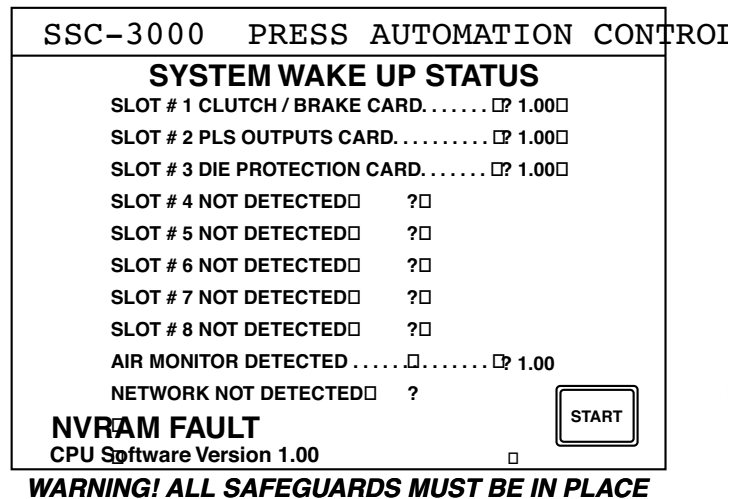 SSC-3000 PRESS AUTOMATION CONTROL
SYSTEM WAKE UP STATUS
SLOT # 1 CLUTCH / BRAKE CARD. . . . . . . □? 1.00□
SLOT # 2 PLS OUTPUTS CARD. . . . . . . . . . □? 1.00□
SLOT # 3 DIE PROTECTION CARD. . . . . . . □? 1.00□
SLOT # 4 NOT DETECTED□ ?□
SLOT # 5 NOT DETECTED□ ?□
SLOT # 6 NOT DETECTED□ ?□
SLOT # 7 NOT DETECTED□ ?□
SLOT # 8 NOT DETECTED□ ?□
AIR MONITOR DETECTED . . . . . □. . . . . . . . □? 1.00
NETWORK NOT DETECTED□ ?
START
NVRAM FAULT
CPU Software Version 1.00 □
WARNING! ALL SAFEGUARDS MUST BE IN PLACE